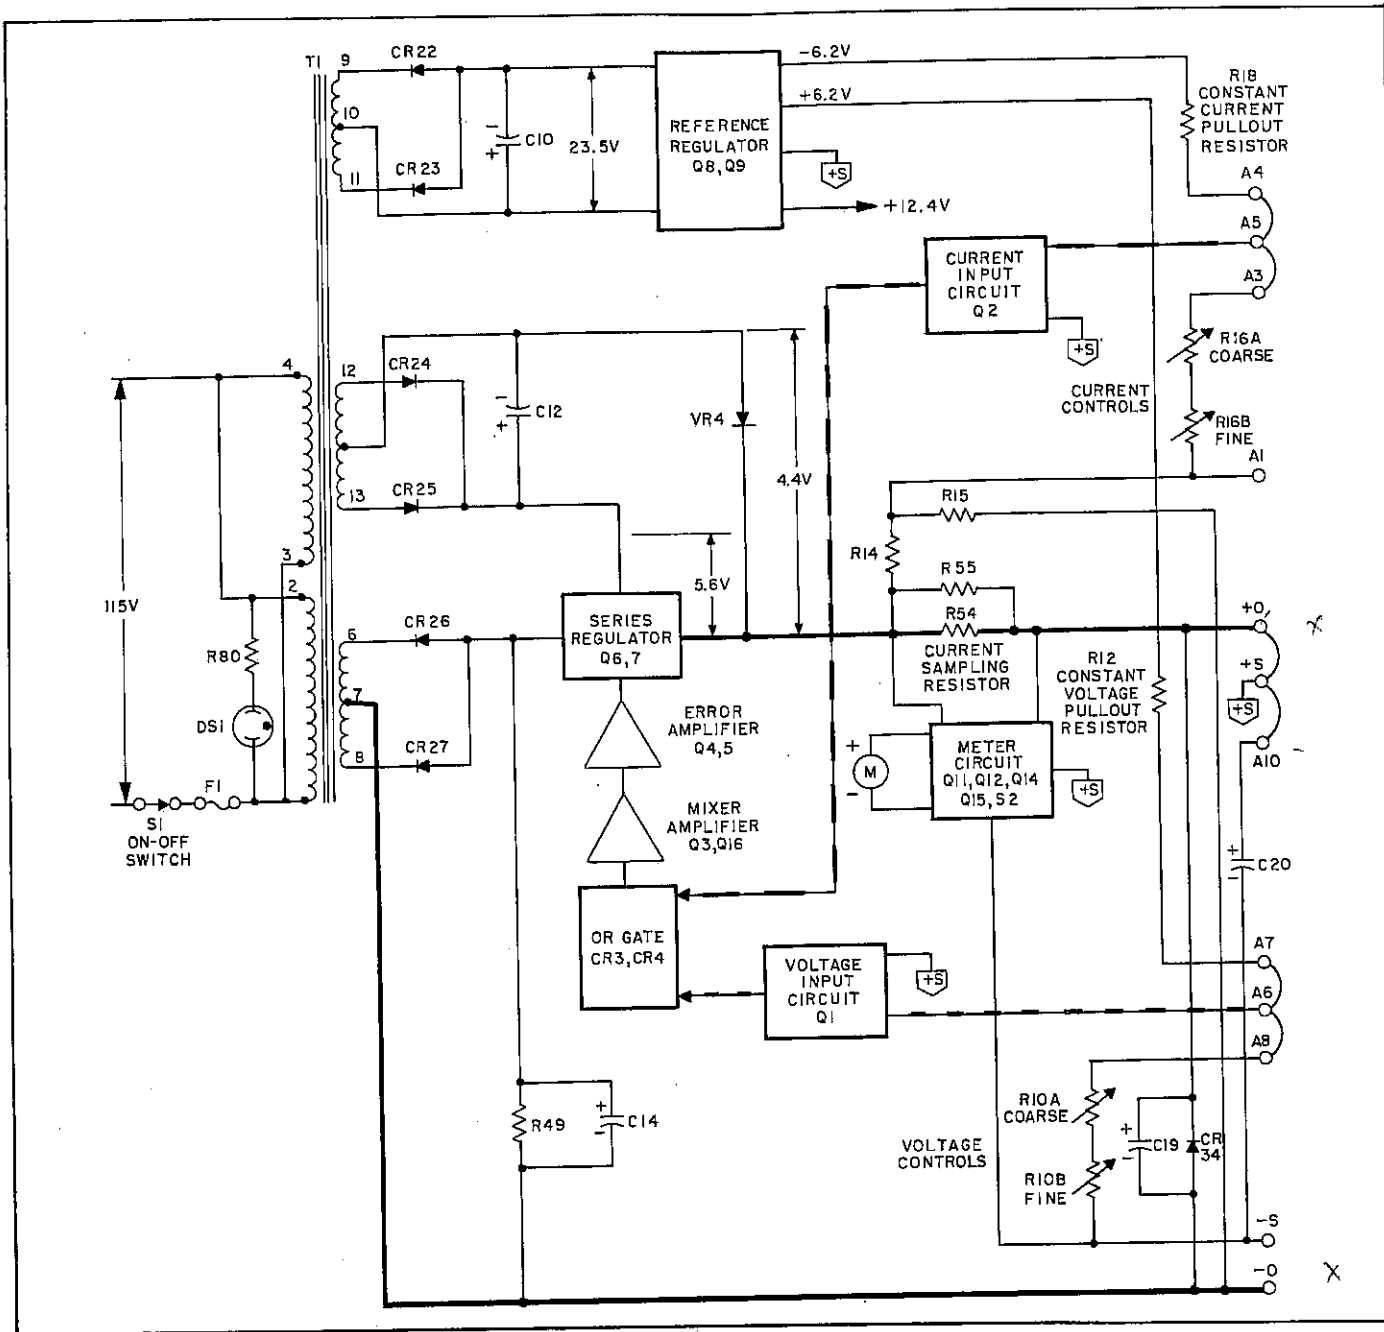 T1
9
CR22
10
11
CR23
-
+
C10
23.5V
REFERENCE
REGULATOR
Q8,Q9
-6.2V
+6.2V
+S
+12.4V
R18
CONSTANT
CURRENT
PULLOUT
RESISTOR
A4
A5
A3
CURRENT
INPUT
CIRCUIT
Q2
+S
R16A
COARSE
CURRENT
CONTROLS
R16B
FINE
A1
4
3
2
115V
R80
DS1
F1
S1
ON-OFF
SWITCH
12
CR24
13
CR25
-
+
C12
VR4
4.4V
5.6V
R15
R14
R55
R54
CURRENT
SAMPLING
RESISTOR
6
CR26
7
8
CR27
SERIES
REGULATOR
Q6,7
ERROR
AMPLIFIER
Q4,5
MIXER
AMPLIFIER
Q3,Q16
R12
CONSTANT
VOLTAGE
PULLOUT
RESISTOR
+O
x
+S
+S
A10
-
+
M
-
METER
CIRCUIT
Q11,Q12,Q14
Q15,S2
+S
+
-
C20
OR GATE
CR3,CR4
VOLTAGE
INPUT
CIRCUIT
Q1
+S
A7
A6
A8
R49
+
-
C14
R10A
COARSE
VOLTAGE
CONTROLS
R10B
FINE
+
-
C19
CR
34
-S
-O
x